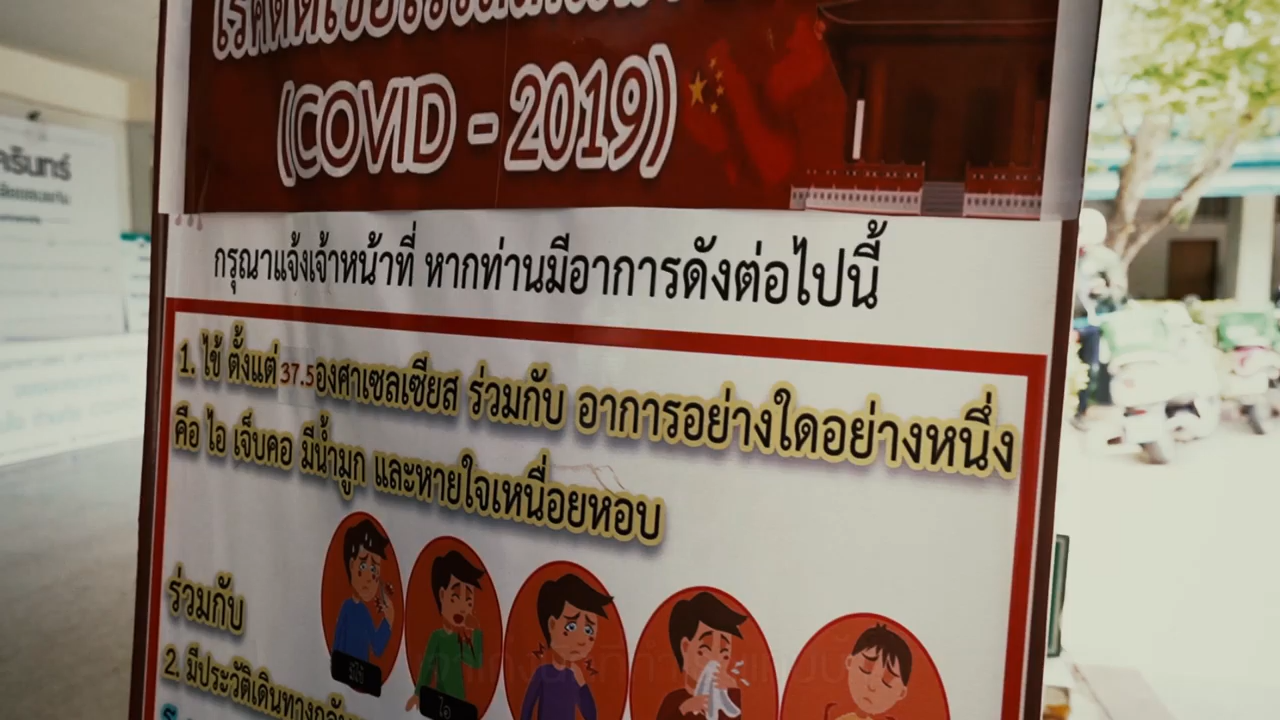 (COVID - 2019)
กรุณาแจ้งเจ้าหน้าที่ หากท่านมีอาการดังต่อไปนี้
1. ไข้ ตั้งแต่ 37.5องศาเซลเซียส ร่วมกับ อาการอย่างใดอย่างหนึ่ง
คือ ไอ เจ็บคอ มีน้ำมูก และหายใจเหนื่อยหอบ
ร่วมกับ
2. มีประวัติเดินทางกลับ
มีไข้
ไอ